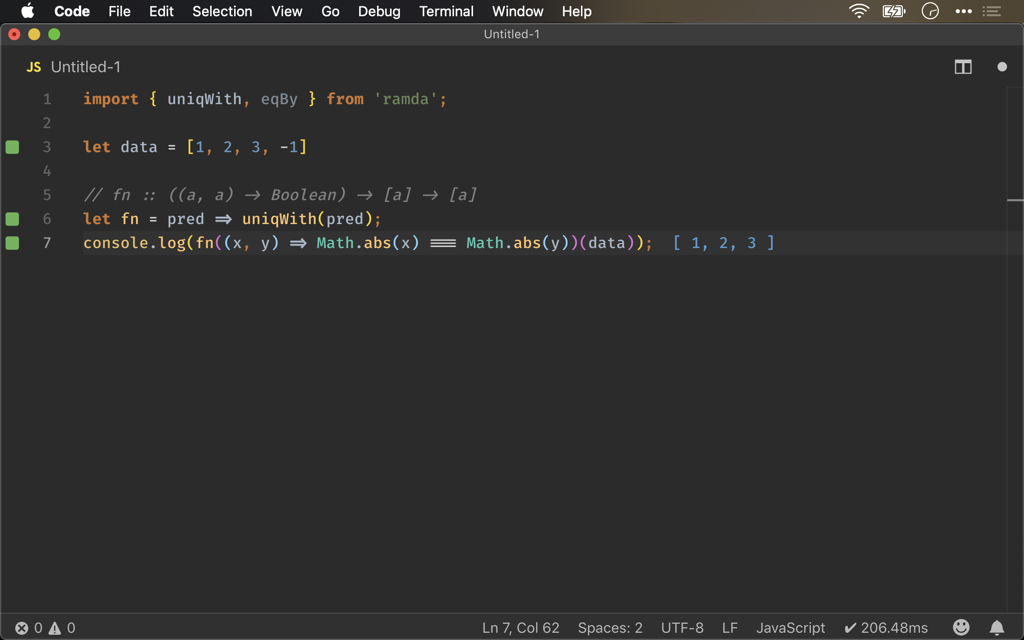 Code File Edit Selection View Go Debug Terminal Window Help
Untitled-1
JS Untitled-1
1 import { uniqWith, eqBy } from 'ramda';
2
3 let data = [1, 2, 3, -1]
4
5 // fn :: ((a, a) → Boolean) → [a] → [a]
6 let fn = pred ⇒ uniqWith(pred);
7 console.log(fn((x, y) ⇒ Math.abs(x) === Math.abs(y))(data)); [ 1, 2, 3 ]
0 0 Ln 7, Col 62 Spaces: 2 UTF-8 LF JavaScript ✔ 206.48ms